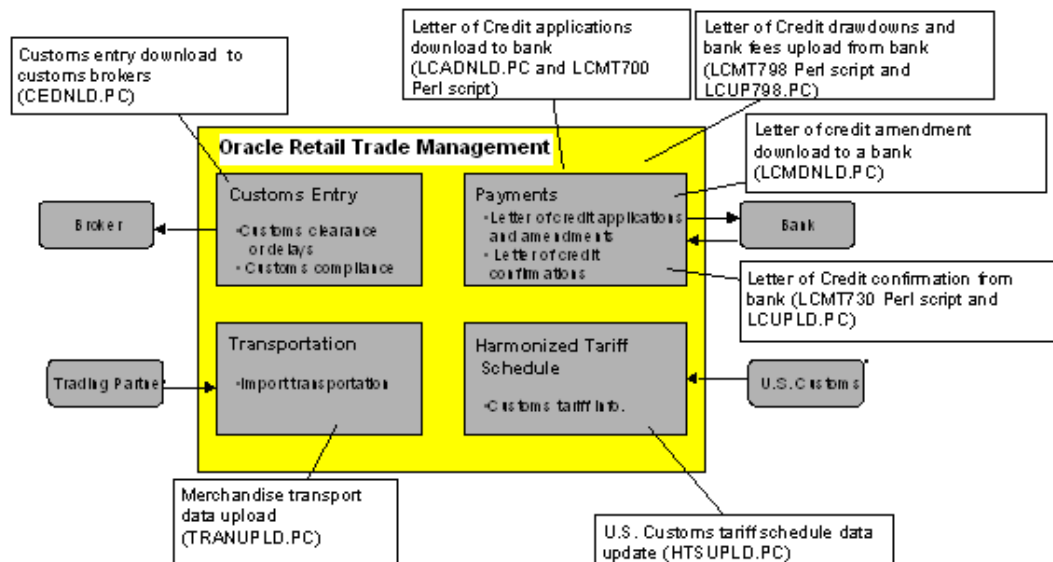 Customs entry download to
customs brokers
(CEDNLD.PC)
Letter of Credit applications
download to bank
(LCADNLD.PC and LCMT700
Perl script)
Letter of Credit drawdowns and
bank fees upload from bank
(LCMT798 Perl script and
LCUP798.PC)
Letter of credit amendment
download to a bank
(LCMDNLD.PC)
Oracle Retail Trade Management
Customs Entry
•Customs clearance
or delays
• Customs compliance
Payments
•Letter of credit applications
and amendments
• Letter of credit
confirmations
Broker
Bank
Letter of Credit confirmation from
bank (LCMT730 Perl script and
LCUPLD.PC)
Transportation
•Import transportation
Harmonized Tariff
Schedule
•Customs tariff info.
Trading Partne
U.S. Customs
Merchandise transport
data upload
(TRANUPLD.PC)
U.S. Customs tariff schedule data
update (HTSUPLD.PC)